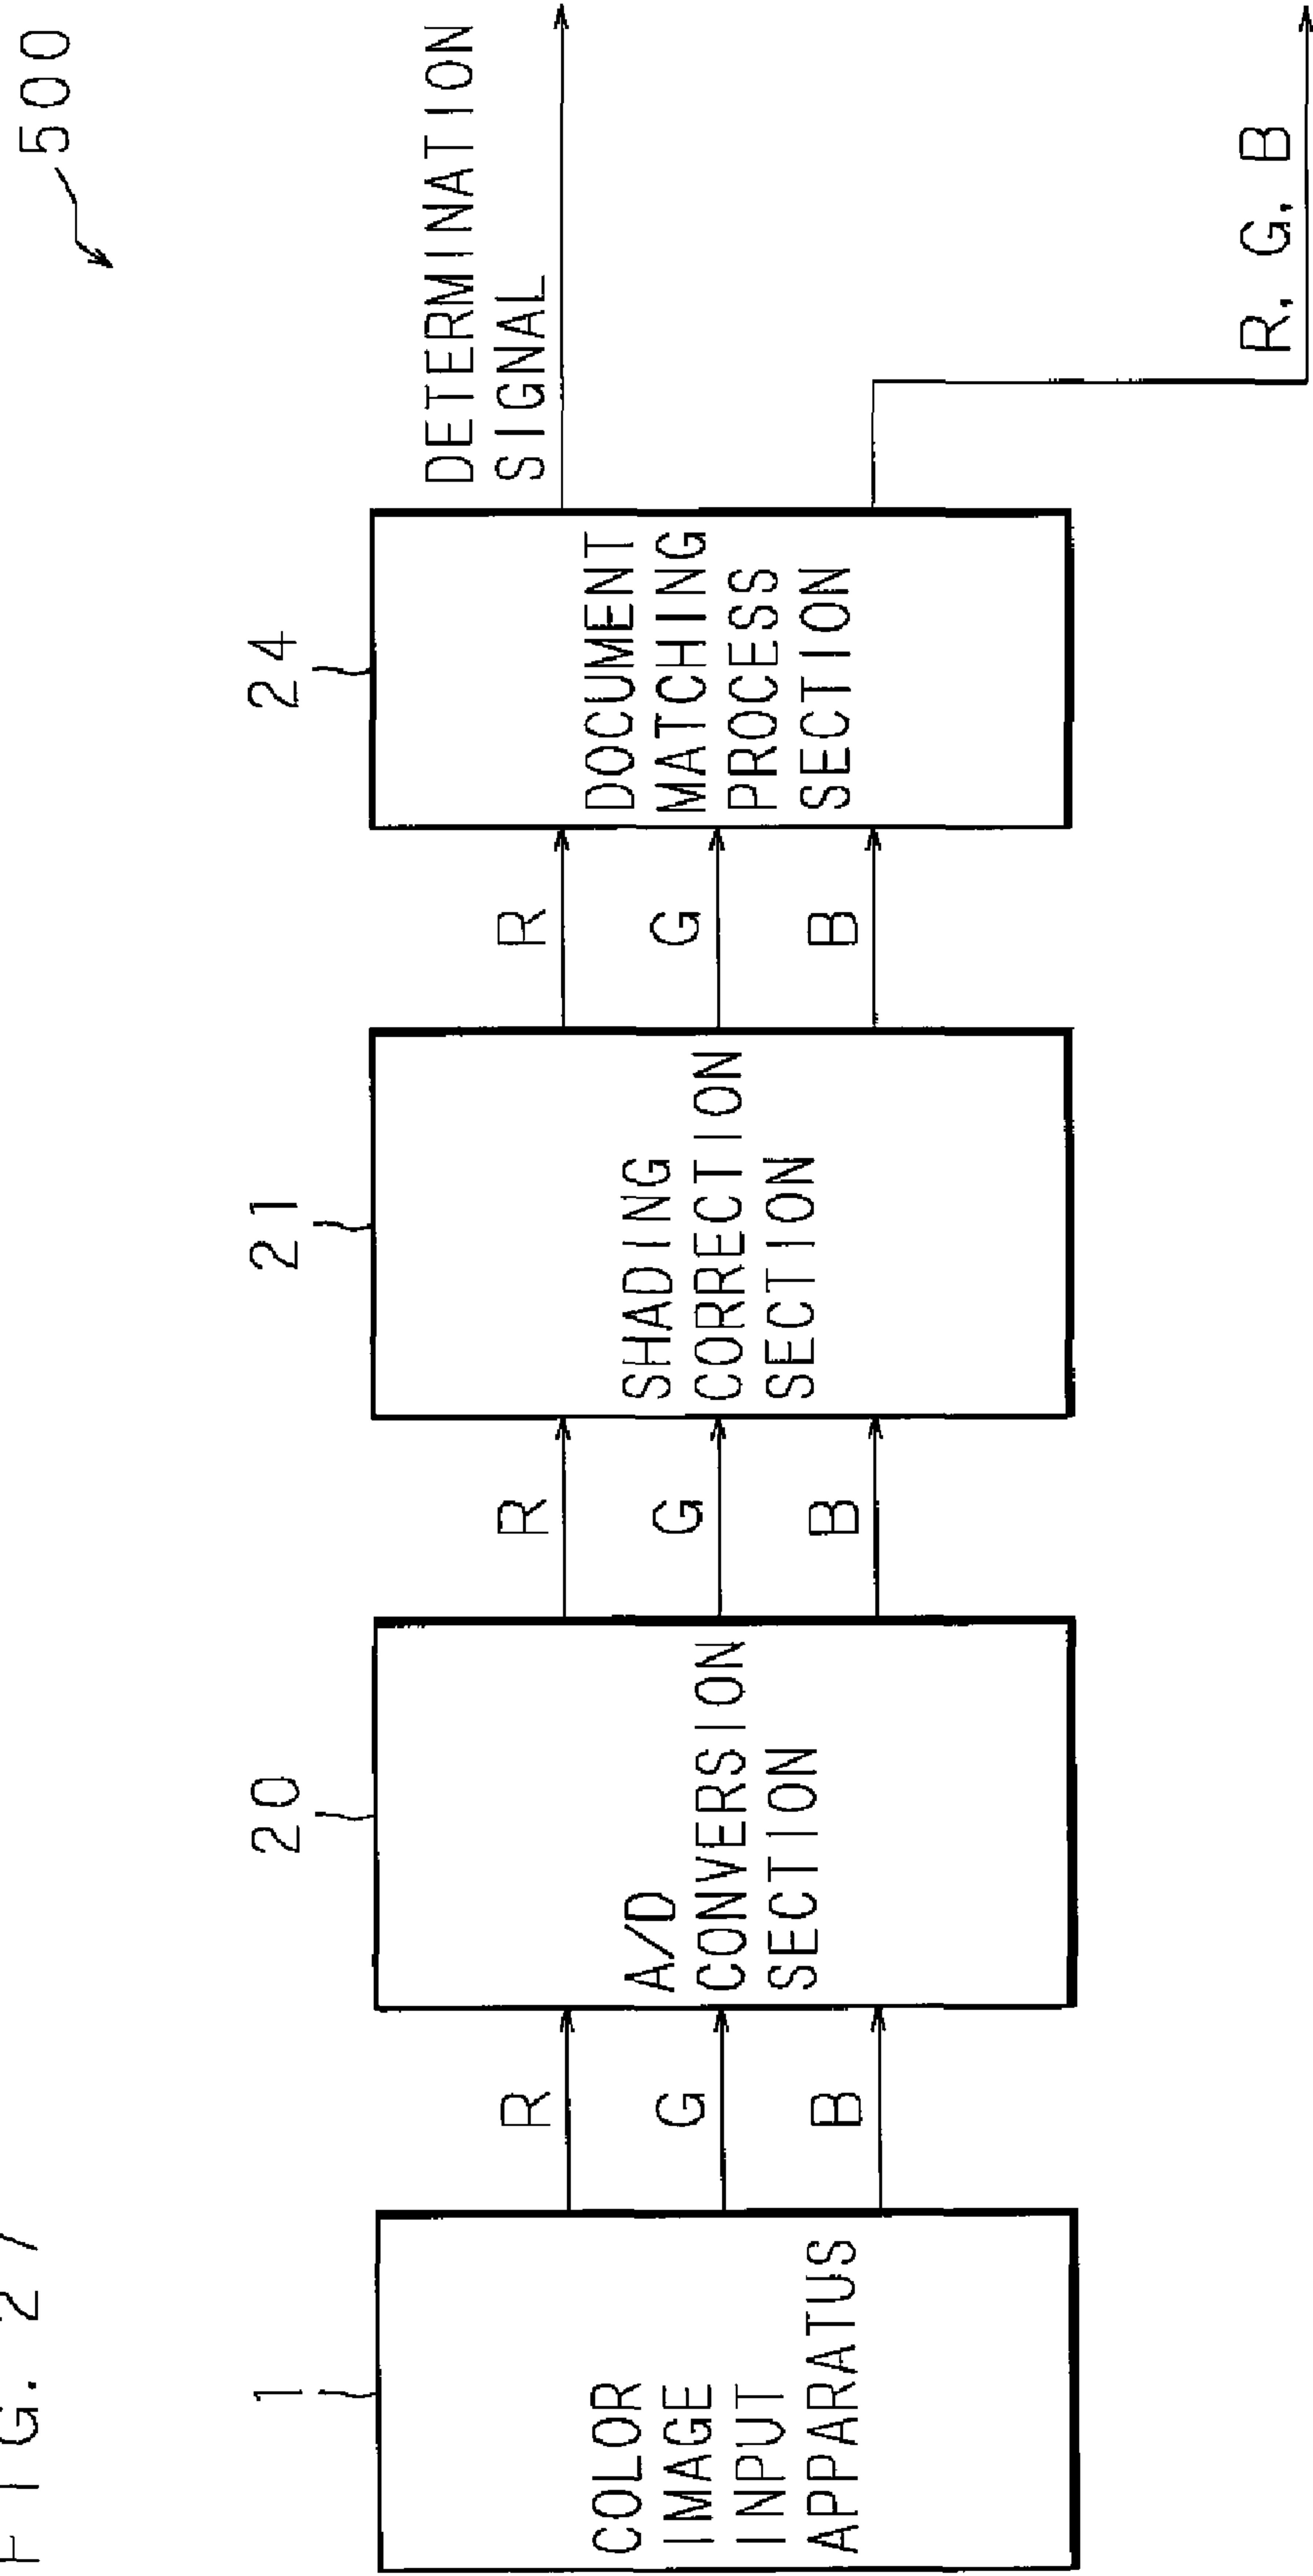 FIG. 27
500
1
COLOR
IMAGE
INPUT
APPARATUS
R
G
B
20
A/D
CONVERSION
SECTION
R
G
B
21
SHADING
CORRECTION
SECTION
R
G
B
24
DOCUMENT
MATCHING
PROCESS
SECTION
DETERMINATION
SIGNAL
R, G, B